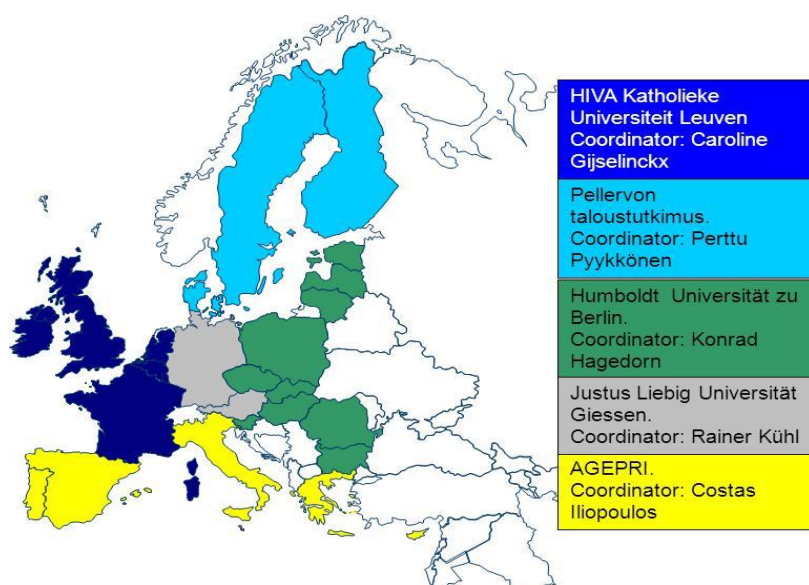 HIVA Katholieke
Universiteit Leuven
Coordinator: Caroline
Gijselinckx
Pellervon
taloustutkimus.
Coordinator: Perttu
Pyykkönen
Humboldt Universität zu
Berlin.
Coordinator: Konrad
Hagedorn
Justus Liebig Universität
Giessen.
Coordinator: Rainer Kühl
AGEPRI.
Coordinator: Costas
Iliopoulos